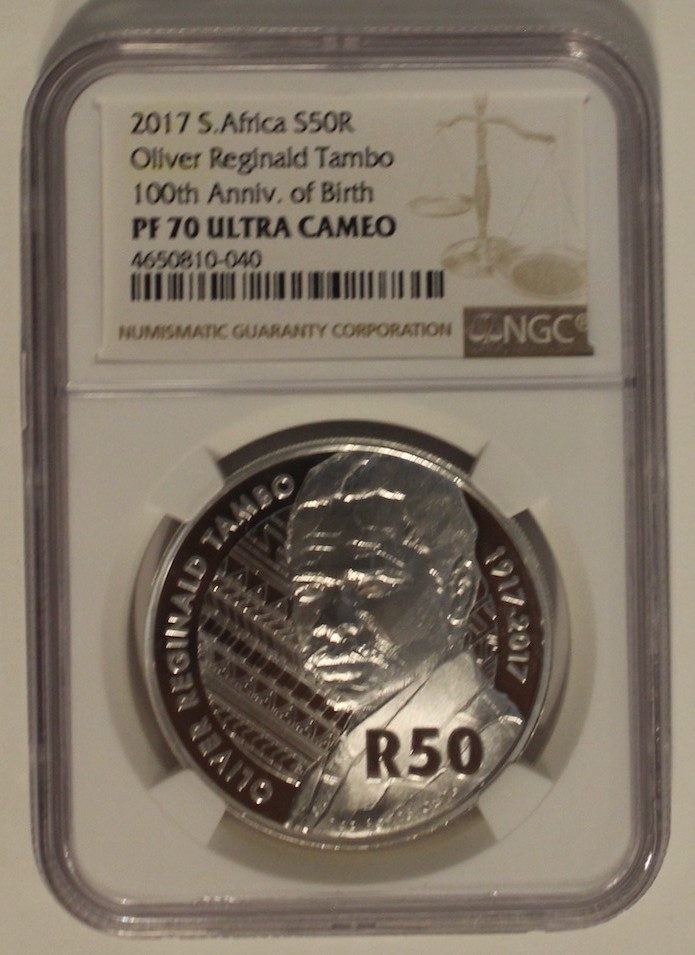 2017 S.Africa S50R
Oliver Reginald Tambo
100th Anniv. of Birth
PF 70 ULTRA CAMEO
4650810-040
NUMISMATIC GUARANTY CORPORATION
NGC®
OLIVER REGINALD TAMBO
1917-2017
R50